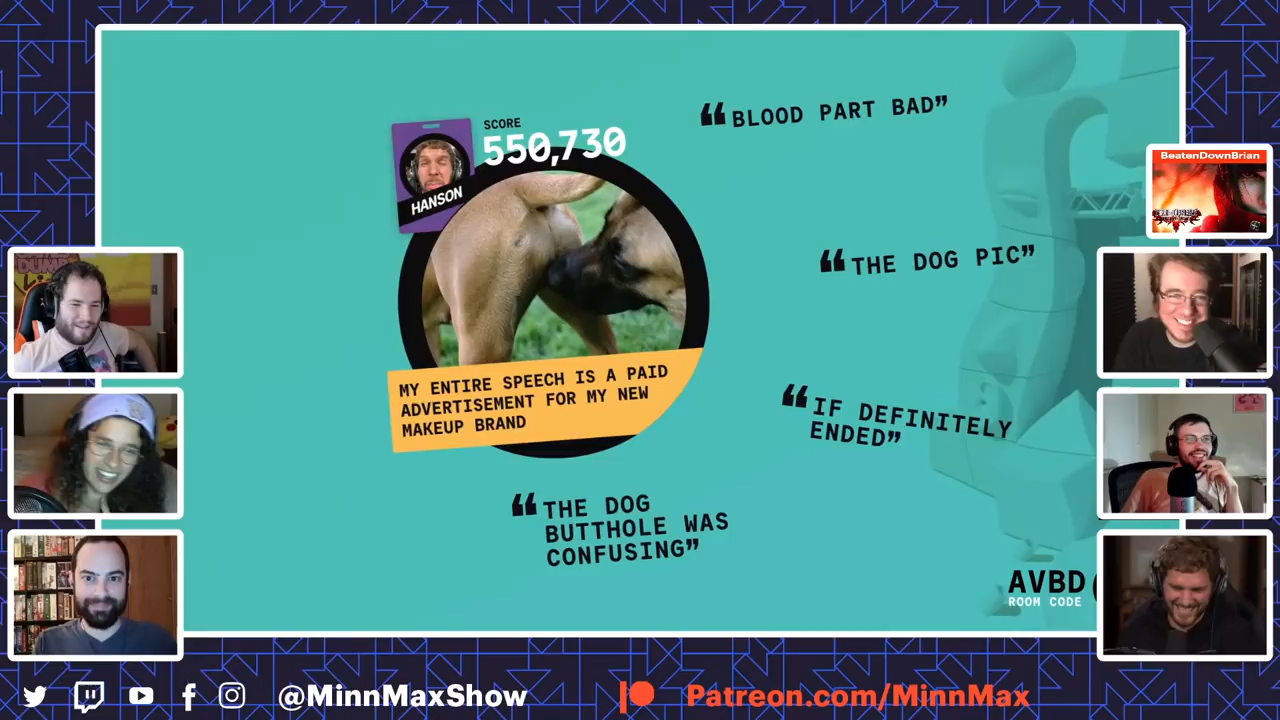 SCORE
550,730
HANSON
MY ENTIRE SPEECH IS A PAID
ADVERTISEMENT FOR MY NEW
MAKEUP BRAND
❝BLOOD PART BAD❞
❝THE DOG PIC❞
❝IF DEFINITELY
ENDED❞
❝THE DOG
BUTTHOLE WAS
CONFUSING❞
AVBD
ROOM CODE
BeatenDownBrian
@MinnMaxShow
Patreon.com/MinnMax